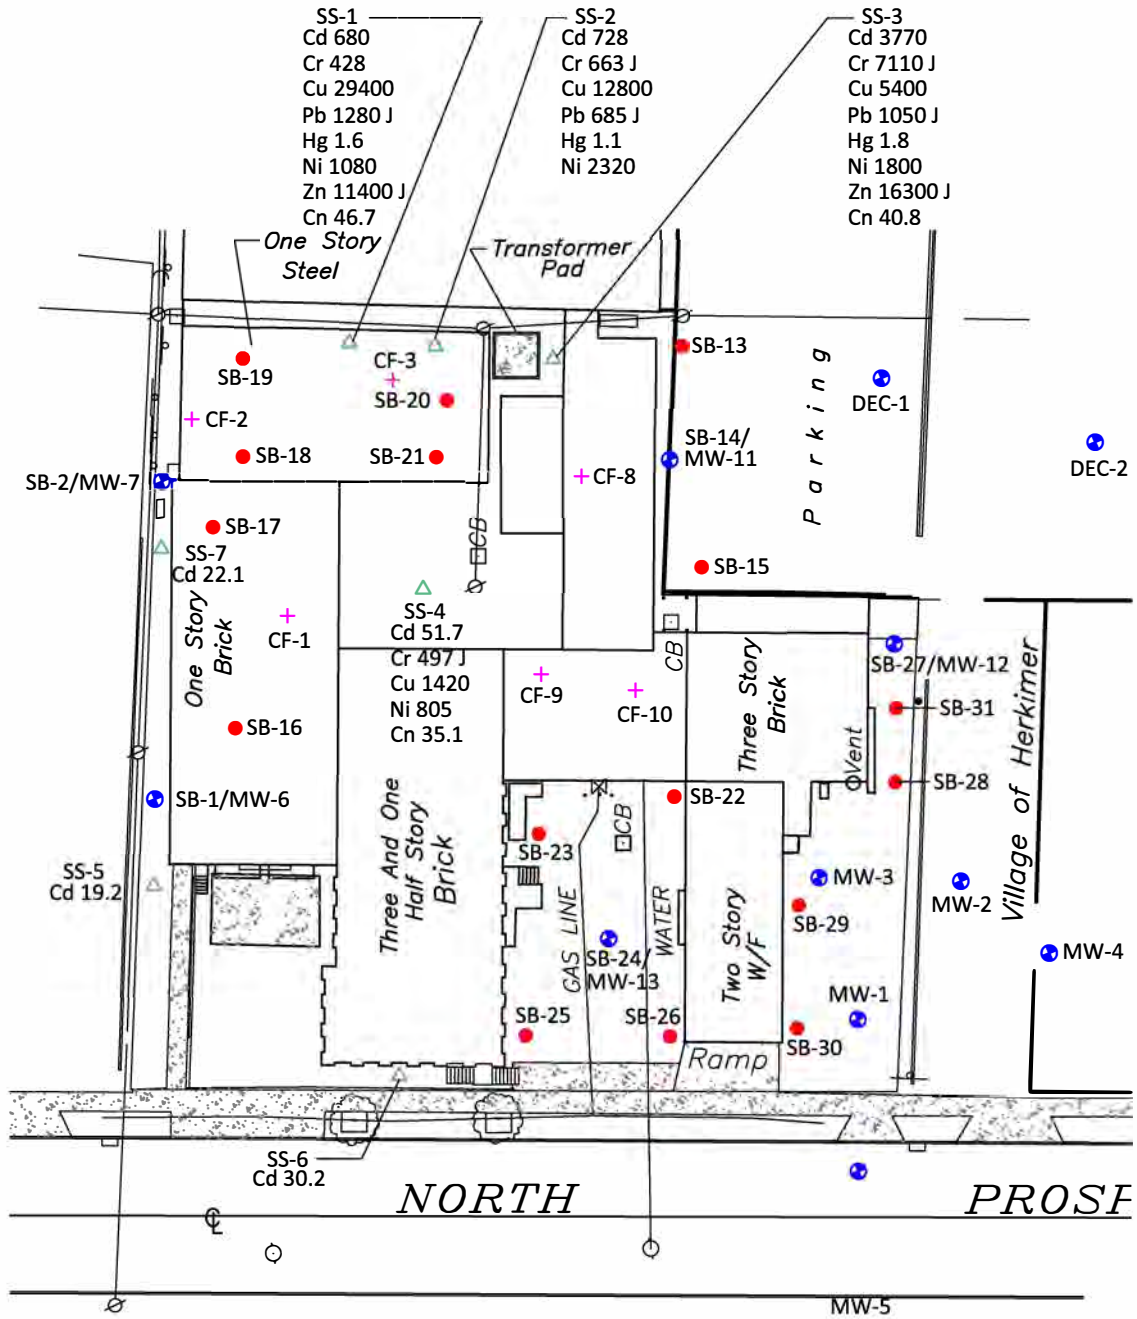 SS-1
Cd 680
Cr 428
Cu 29400
Pb 1280 J
Hg 1.6
Ni 1080
Zn 11400 J
Cn 46.7
SS-2
Cd 728
Cr 663 J
Cu 12800
Pb 685 J
Hg 1.1
Ni 2320
SS-3
Cd 3770
Cr 7110 J
Cu 5400
Pb 1050 J
Hg 1.8
Ni 1800
Zn 16300 J
Cn 40.8
One Story
Steel
Transformer
Pad
SB-19
CF-3
SB-20
CF-2
SB-18
SB-21
SB-13
Parking
DEC-1
DEC-2
SB-14/
MW-11
CF-8
SB-2/MW-7
SB-17
CB
SS-7
Cd 22.1
SB-15
One Story
Brick
CF-1
SS-4
Cd 51.7
Cr 497 J
Cu 1420
Ni 805
Cn 35.1
CB
CF-9
CF-10
Three Story
Brick
SB-27/MW-12
Village of Herkimer
SB-31
SB-16
Vent
SB-28
SB-1/MW-6
SB-22
Three And One
Half Story
Brick
SB-23
CB
SS-5
Cd 19.2
MW-3
MW-2
SB-29
GAS LINE
WATER
SB-24/
MW-13
Two Story
W/F
MW-4
SB-25
SB-26
MW-1
SB-30
Ramp
SS-6
Cd 30.2
NORTH
PROSP
MW-5